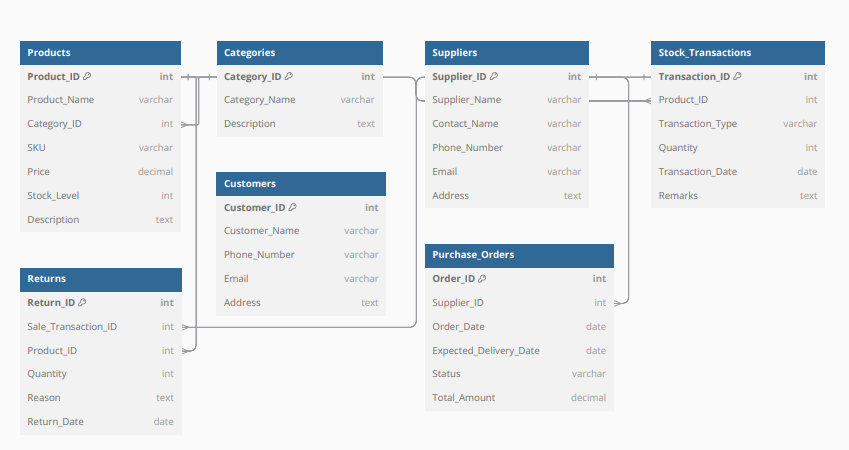 Products
Product_ID int
Product_Name varchar
Category_ID int
SKU varchar
Price decimal
Stock_Level int
Description text
Categories
Category_ID int
Category_Name varchar
Description text
Suppliers
Supplier_ID int
Supplier_Name varchar
Contact_Name varchar
Phone_Number varchar
Email varchar
Address text
Stock_Transactions
Transaction_ID int
Product_ID int
Transaction_Type varchar
Quantity int
Transaction_Date date
Remarks text
Customers
Customer_ID int
Customer_Name varchar
Phone_Number varchar
Email varchar
Address text
Returns
Return_ID int
Sale_Transaction_ID int
Product_ID int
Quantity int
Reason text
Return_Date date
Purchase_Orders
Order_ID int
Supplier_ID int
Order_Date date
Expected_Delivery_Date date
Status varchar
Total_Amount decimal